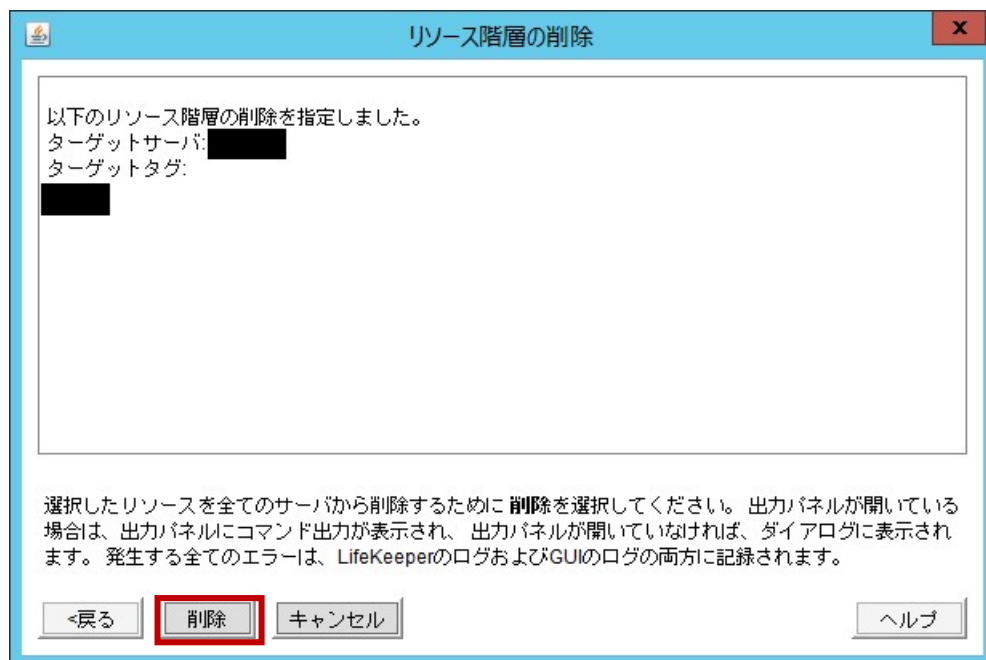 リソース階層の削除
x
以下のリソース階層の削除を指定しました。
ターゲットサーバ:
ターゲットタグ:
選択したリソースを全てのサーバから削除するために 削除を選択してください。 出力パネルが開いている
場合は、出力パネルにコマンド出力が表示され、 出力パネルが開いていなければ、ダイアログに表示され
ます。 発生する全てのエラーは、LifeKeeperのログおよびGUIのログの両方に記録されます。
<戻る 削除 キャンセル ヘルプ